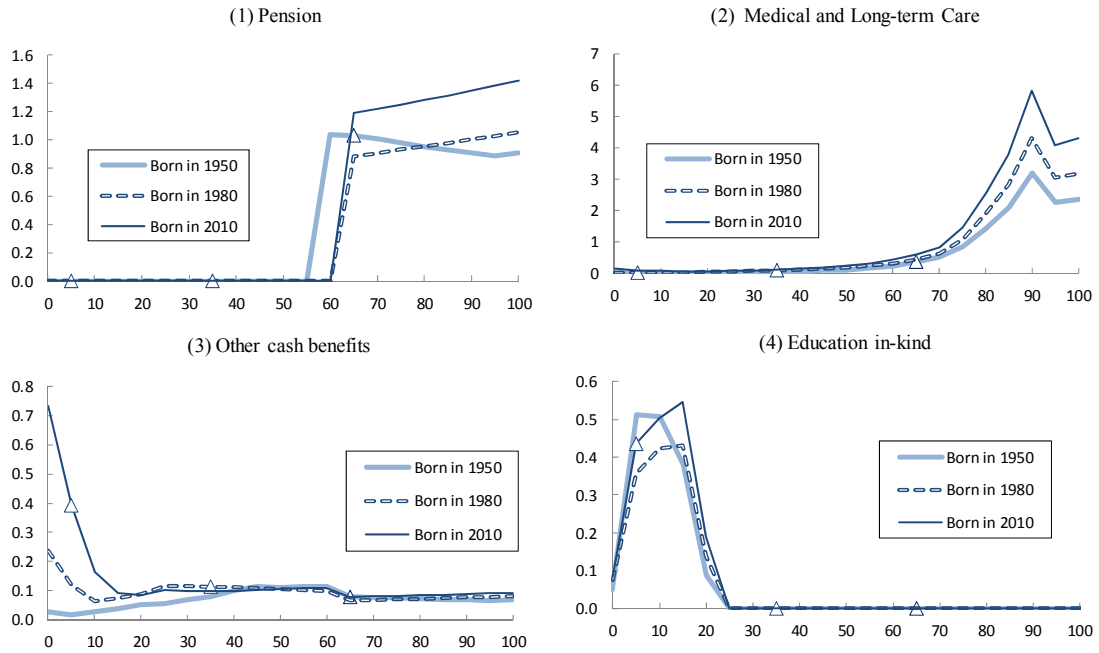 (1) Pension
1.6
1.4
1.2
1.0
0.8
0.6
0.4
0.2
0.0
Born in 1950
Born in 1980
Born in 2010
0 10 20 30 40 50 60 70 80 90 100
(2) Medical and Long-term Care
7
6
5
4
3
2
1
0
Born in 1950
Born in 1980
Born in 2010
0 10 20 30 40 50 60 70 80 90 100
(3) Other cash benefits
0.8
0.7
0.6
0.5
0.4
0.3
0.2
0.1
0.0
Born in 1950
Born in 1980
Born in 2010
0 10 20 30 40 50 60 70 80 90 100
(4) Education in-kind
0.6
0.5
0.4
0.3
0.2
0.1
0.0
Born in 1950
Born in 1980
Born in 2010
0 10 20 30 40 50 60 70 80 90 100